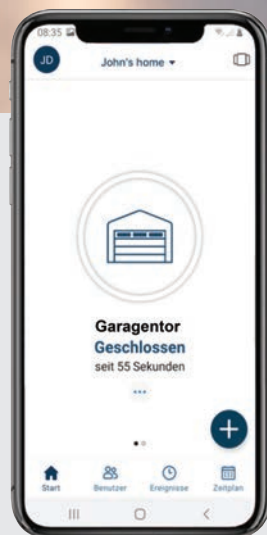 08:35
JD
John's home
Garagentor
Geschlossen
seit 55 Sekunden
Start Benutzer Ereignisse Zeitplan